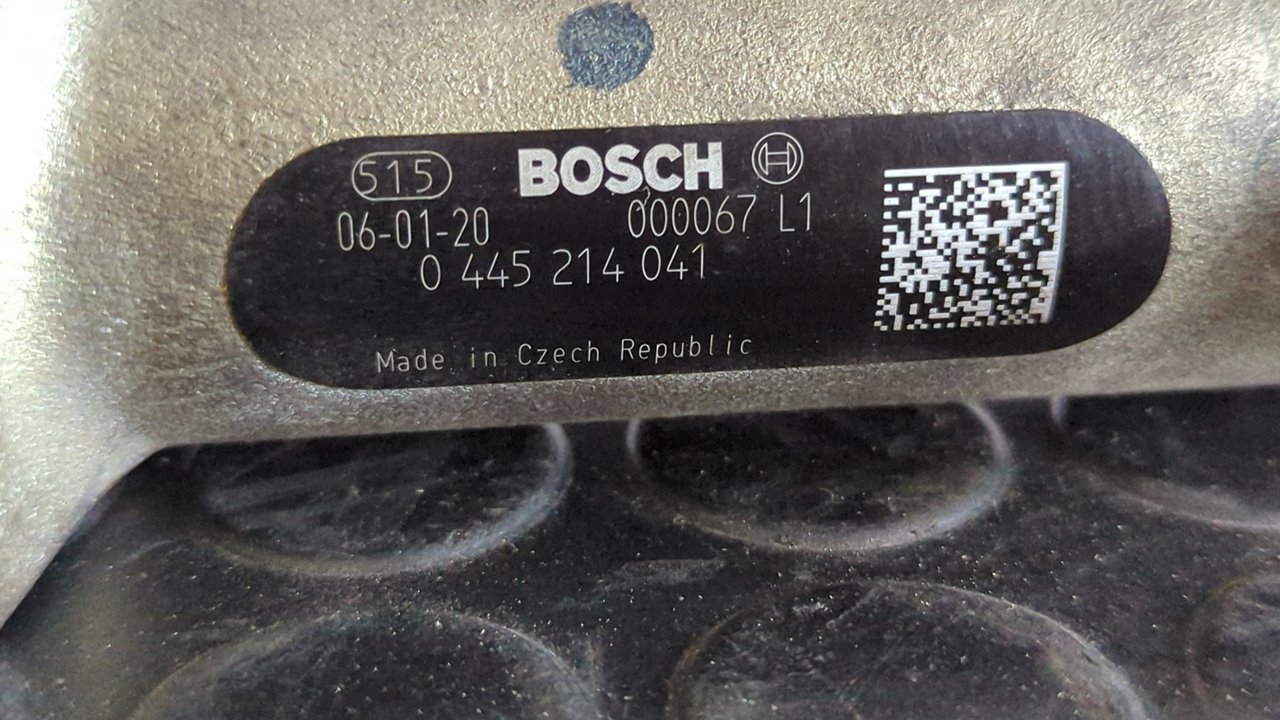 515 BOSCH
06-01-20 000067 L1
0 445 214 041
Made in Czech Republic